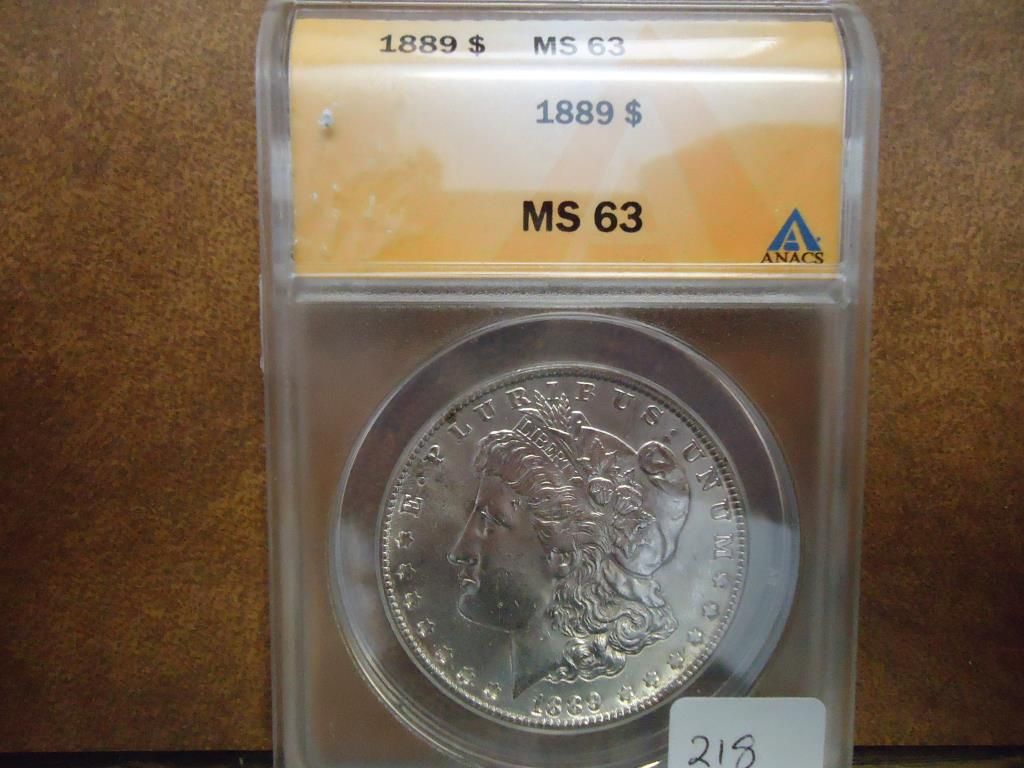 1889 $ MS 63
1889 $
MS 63
ANACS
E · PLURIBUS · UNUM
LIBERTY
1889
218